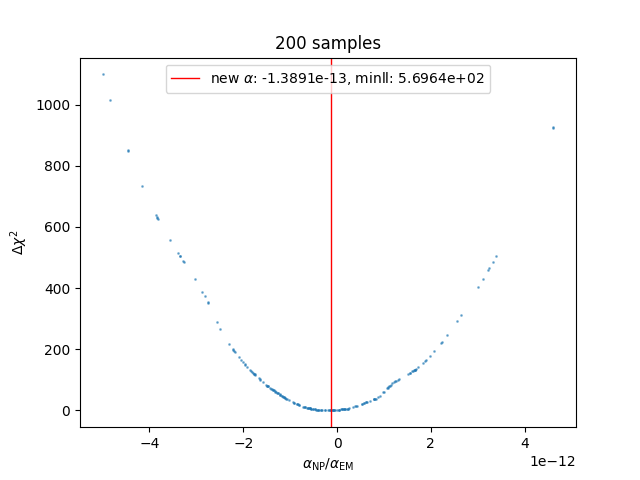 200 samples
new α: -1.3891e-13, minll: 5.6964e+02
Δχ²
1000
800
600
400
200
0
−4 −2 0 2 4
1e−12
α_NP/α_EM